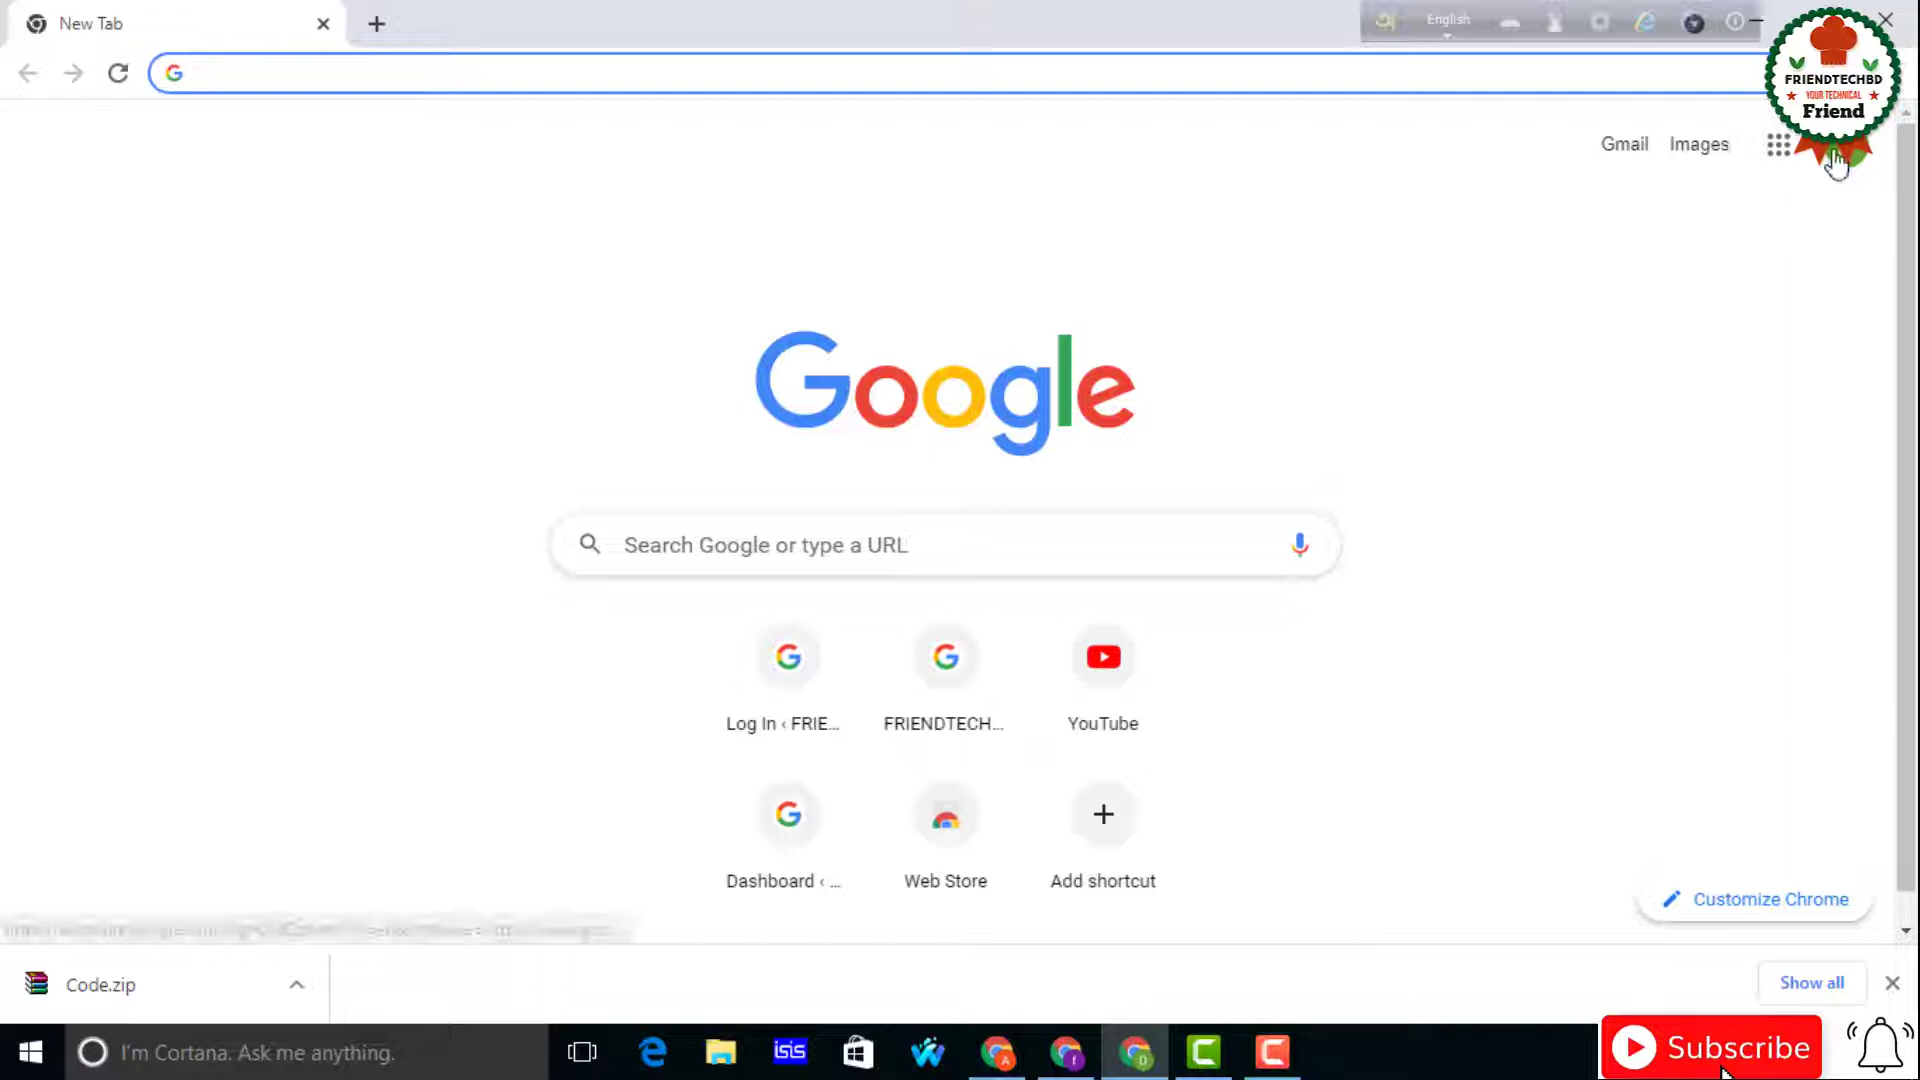 New Tab
English
FRIENDTECHBD
YOUR TECHNICAL
Friend
Gmail Images
Google
Search Google or type a URL
Log In ‹ FRIE...
FRIENDTECH...
YouTube
Dashboard ‹ ...
Web Store
Add shortcut
Customize Chrome
Code.zip
Show all
I'm Cortana. Ask me anything.
isis
Subscribe